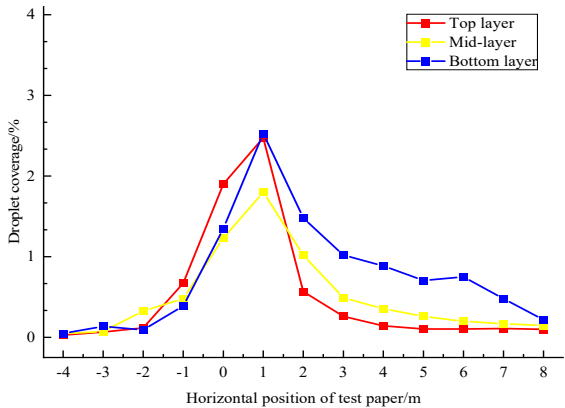 4
3
2
1
0
Droplet coverage/%
Top layer
Mid-layer
Bottom layer
-4 -3 -2 -1 0 1 2 3 4 5 6 7 8
Horizontal position of test paper/m